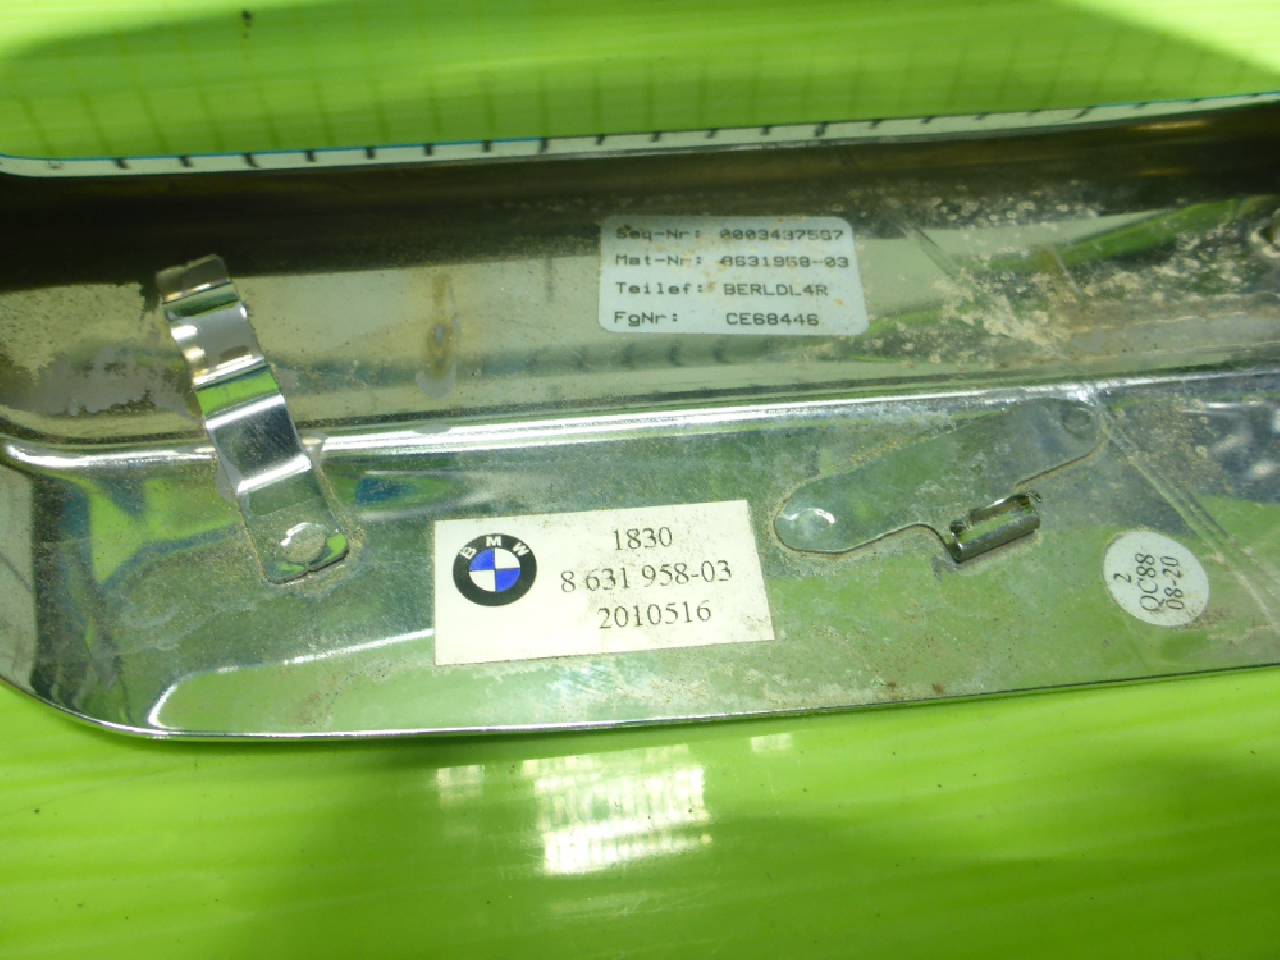 Seq-Nr: 0003437567
Mat-Nr: 8631958-03
Teilef: BERLDL4R
FgNr: CE68446
BMW
1830
8 631 958-03
2010516
2
QC88
08-20